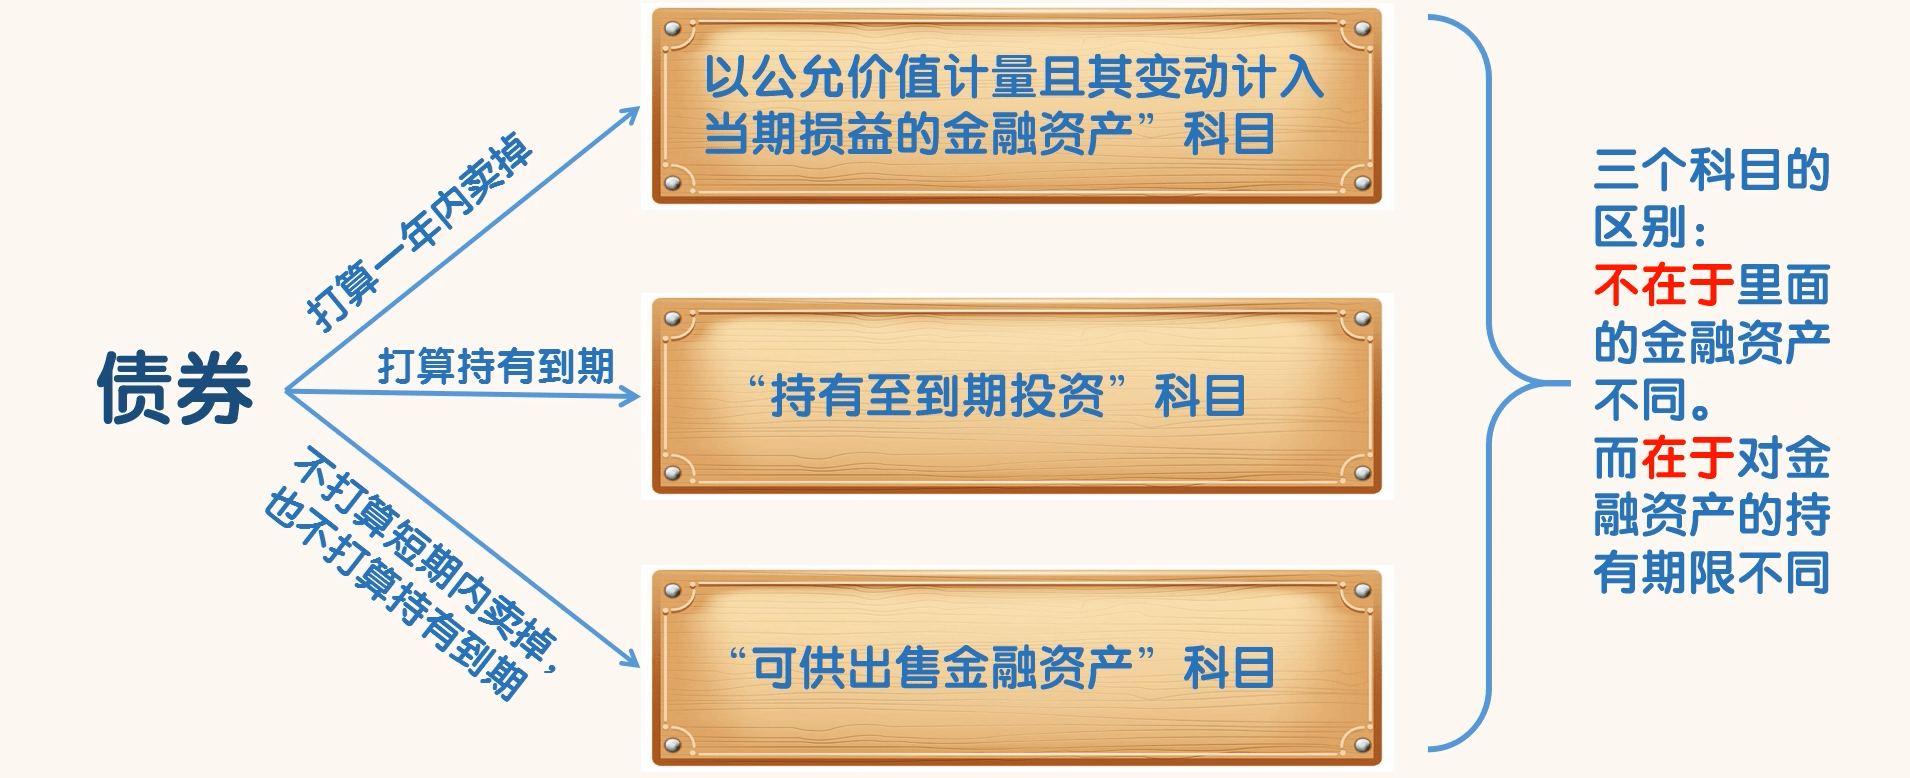 债券
打算一年内卖掉
以公允价值计量且其变动计入
当期损益的金融资产” 科目
打算持有到期
“持有至到期投资” 科目
不打算短期内卖掉，
也不打算持有到期
“可供出售金融资产” 科目
三个科目的
区别：
不在于里面
的金融资产
不同。
而在于对金
融资产的持
有期限不同